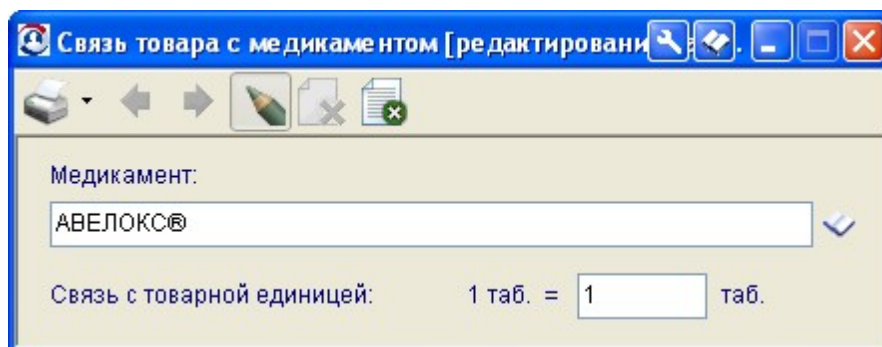 Связь товара с медикаментом [редактировани
Медикамент:
АВЕЛОКС®
Связь с товарной единицей: 1 таб. = 1 таб.